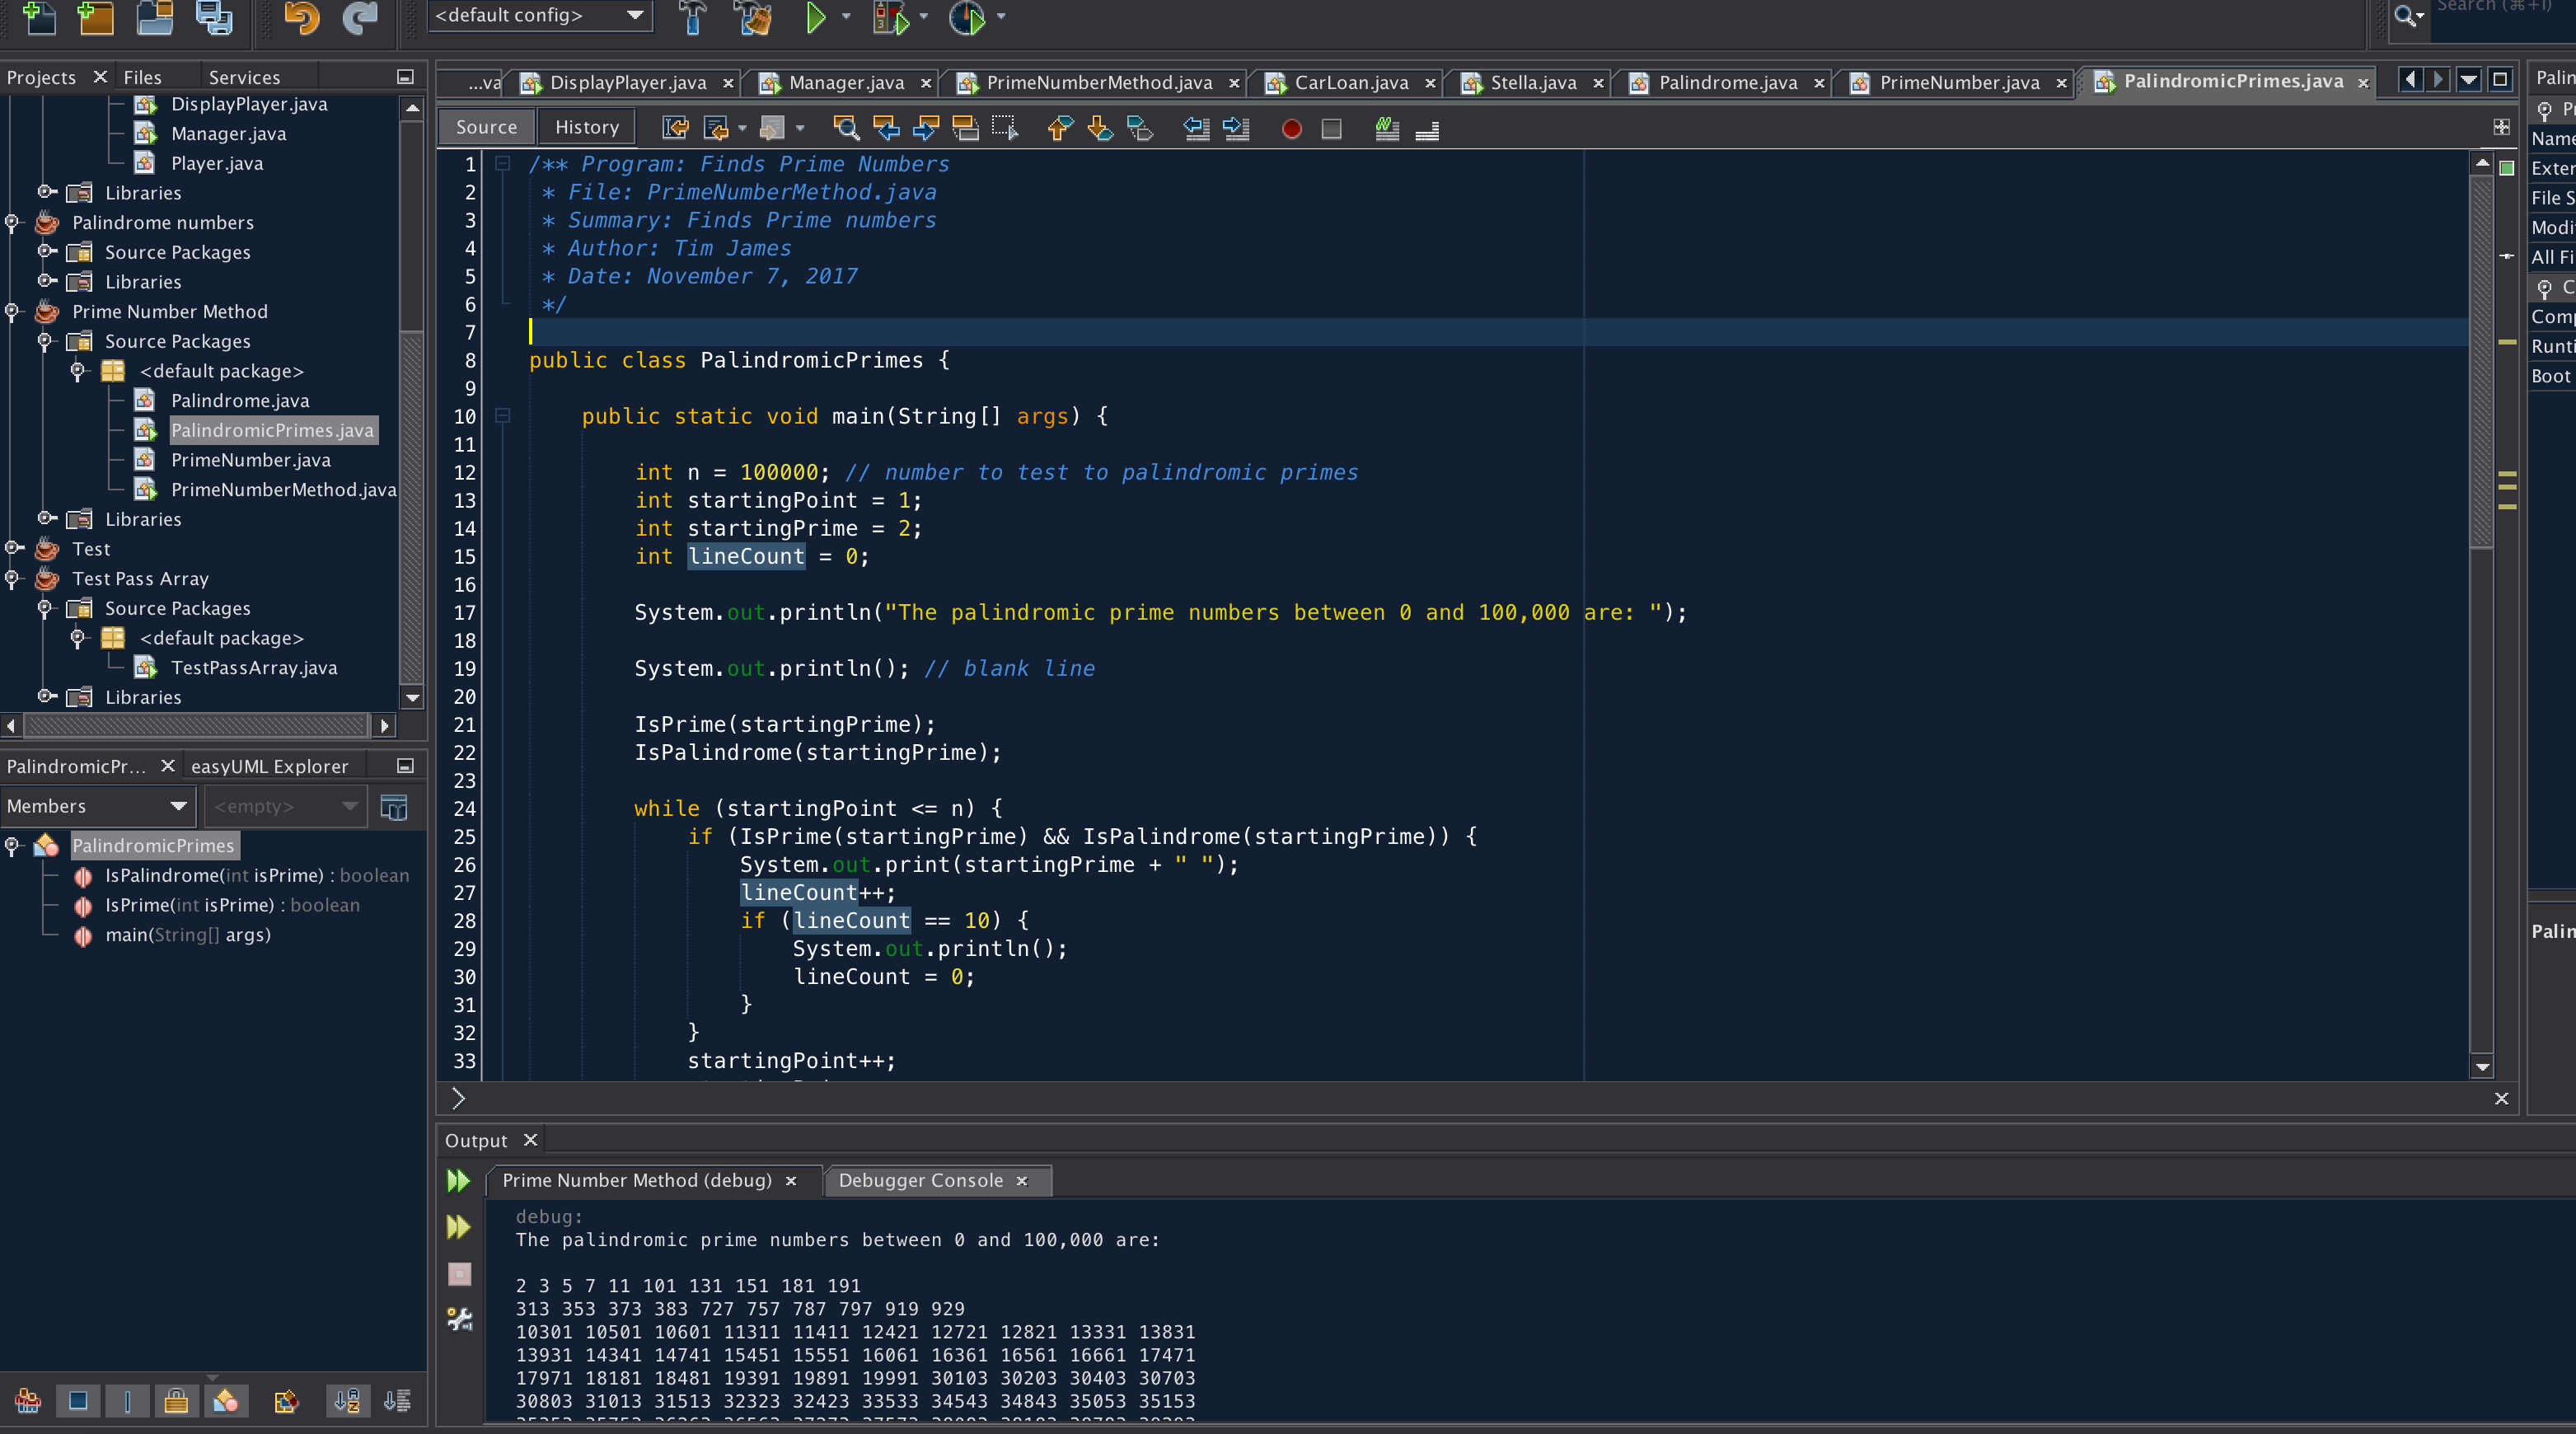 <default config>
Search (⌘+I)
Projects Files Services
DisplayPlayer.java
Manager.java
Player.java
Libraries
Palindrome numbers
Source Packages
Libraries
Prime Number Method
Source Packages
<default package>
Palindrome.java
PalindromicPrimes.java
PrimeNumber.java
PrimeNumberMethod.java
Libraries
Test
Test Pass Array
Source Packages
<default package>
TestPassArray.java
Libraries
PalindromicPr... easyUML Explorer
Members <empty>
PalindromicPrimes
IsPalindrome(int isPrime) : boolean
IsPrime(int isPrime) : boolean
main(String[] args)
...va DisplayPlayer.java Manager.java PrimeNumberMethod.java CarLoan.java Stella.java Palindrome.java PrimeNumber.java PalindromicPrimes.java
Source History
1 /** Program: Finds Prime Numbers
2 * File: PrimeNumberMethod.java
3 * Summary: Finds Prime numbers
4 * Author: Tim James
5 * Date: November 7, 2017
6 */
7
8 public class PalindromicPrimes {
9
10 public static void main(String[] args) {
11
12 int n = 100000; // number to test to palindromic primes
13 int startingPoint = 1;
14 int startingPrime = 2;
15 int lineCount = 0;
16
17 System.out.println("The palindromic prime numbers between 0 and 100,000 are: ");
18
19 System.out.println(); // blank line
20
21 IsPrime(startingPrime);
22 IsPalindrome(startingPrime);
23
24 while (startingPoint <= n) {
25 if (IsPrime(startingPrime) && IsPalindrome(startingPrime)) {
26 System.out.print(startingPrime + " ");
27 lineCount++;
28 if (lineCount == 10) {
29 System.out.println();
30 lineCount = 0;
31 }
32 }
33 startingPoint++;
Output
Prime Number Method (debug) Debugger Console
debug:
The palindromic prime numbers between 0 and 100,000 are:
2 3 5 7 11 101 131 151 181 191
313 353 373 383 727 757 787 797 919 929
10301 10501 10601 11311 11411 12421 12721 12821 13331 13831
13931 14341 14741 15451 15551 16061 16361 16561 16661 17471
17971 18181 18481 19391 19891 19991 30103 30203 30403 30703
30803 31013 31513 32323 32423 33533 34543 34843 35053 35153
Palin
P
Name
Exter
File S
Modi
All Fi
C
Comp
Runti
Boot
Palin